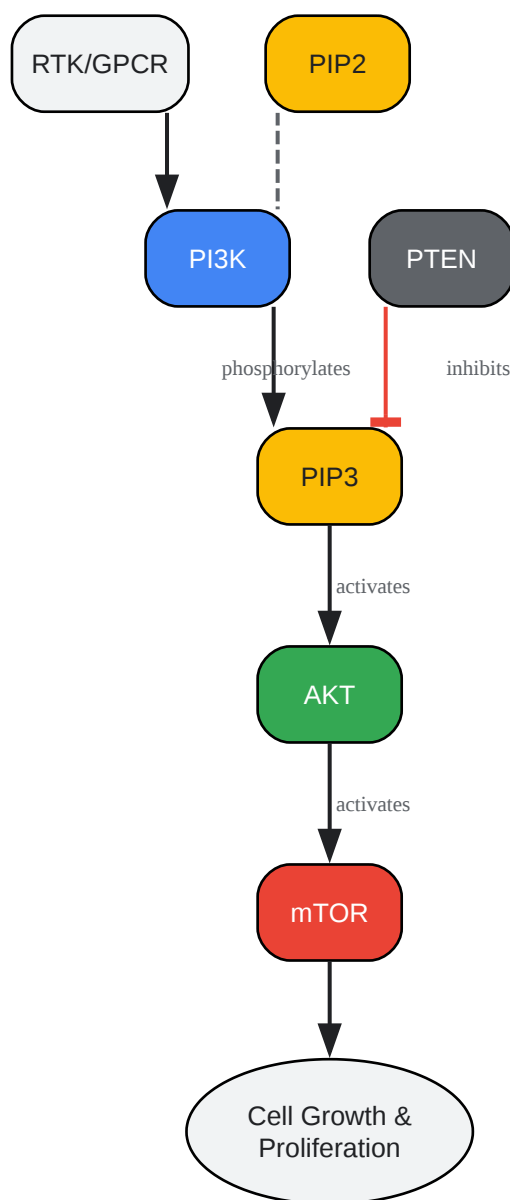 RTK/GPCR
PIP2
PI3K
PTEN
phosphorylates
inhibits
PIP3
activates
AKT
activates
mTOR
Cell Growth &
Proliferation